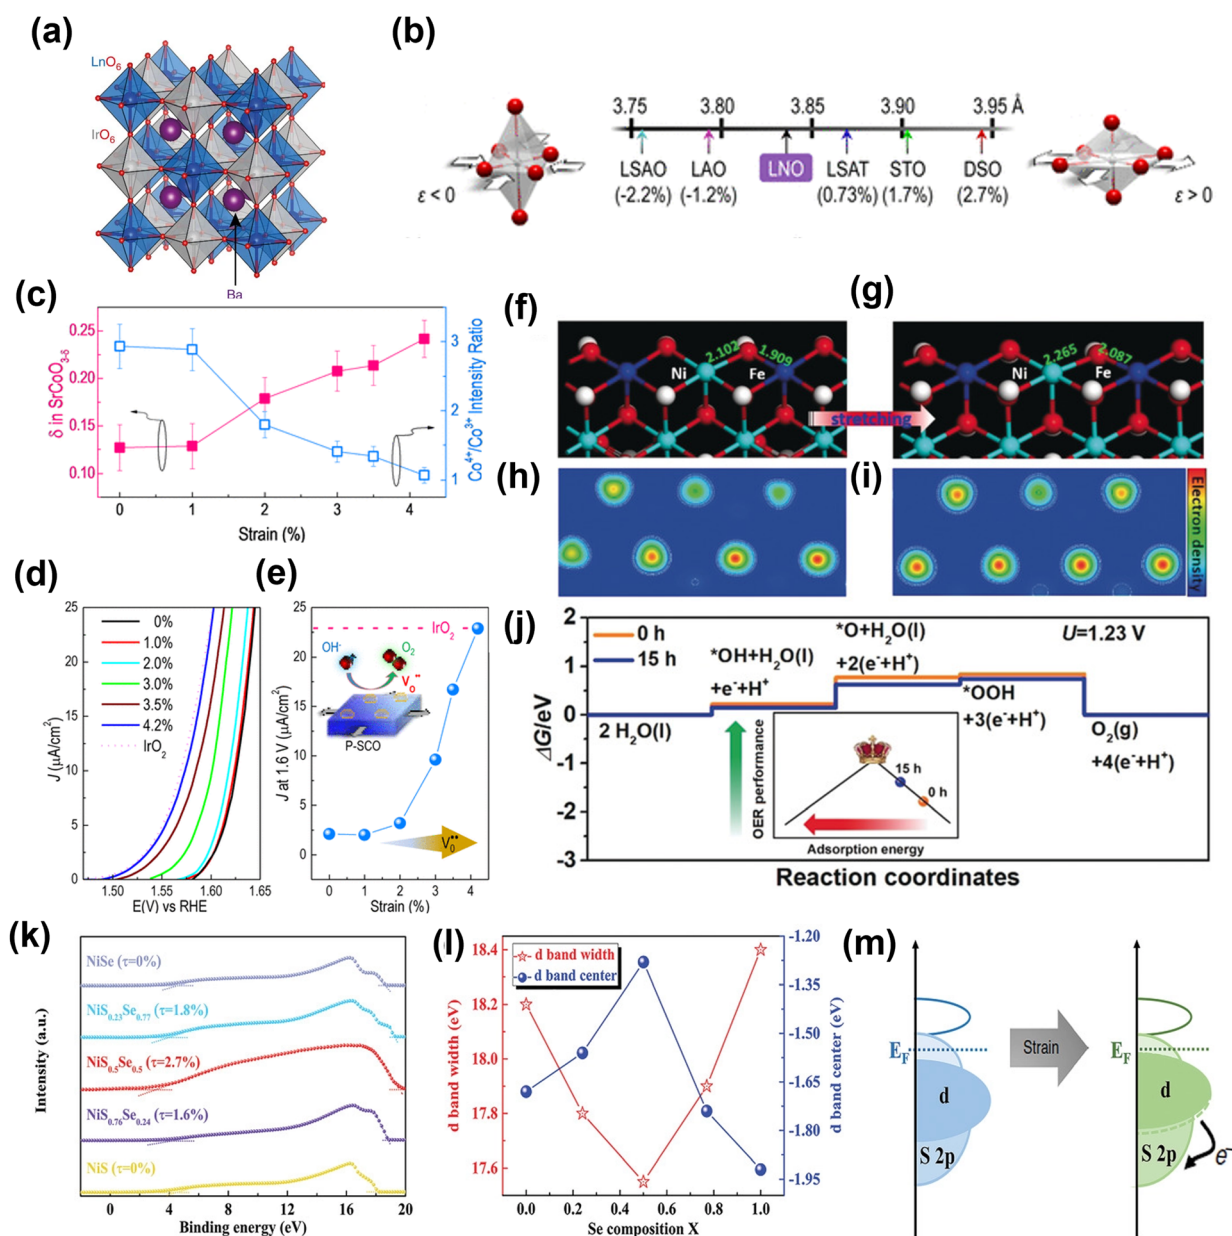 (a)
LnO6
IrO6
Ba
(b)
3.75 3.80 3.85 3.90 3.95 Å
LSAO LAO LNO LSAT STO DSO
(-2.2%) (-1.2%) (0.73%) (1.7%) (2.7%)
ε < 0
ε > 0
(c)
δ in SrCoO3-δ
0.25
0.20
0.15
0.10
Co4+/Co3+ Intensity Ratio
3
2
1
0 1 2 3 4
Strain (%)
(d)
J (μA/cm²)
25
20
15
10
5
0
0%
1.0%
2.0%
3.0%
3.5%
4.2%
IrO2
1.50 1.55 1.60 1.65
E(V) vs RHE
(e)
J at 1.6 V (μA/cm²)
25
20
15
10
5
0
IrO2
OH-
O2
Vo••
P-SCO
Vo••
0 1 2 3 4
Strain (%)
(f)
2.102
1.909
Ni
Fe
stretching
(g)
2.265
2.087
Ni
Fe
(h)
(i)
Electron density
(j)
ΔG/eV
2
1
0
-1
-2
-3
0 h
15 h
U=1.23 V
2 H2O(l)
*OH+H2O(l)
+e-+H+
*O+H2O(l)
+2(e-+H+)
*OOH
+3(e-+H+)
O2(g)
+4(e-+H+)
OER performance
15 h
0 h
Adsorption energy
Reaction coordinates
(k)
Intensity (a.u.)
NiSe (τ=0%)
NiS0.23Se0.77 (τ=1.8%)
NiS0.5Se0.5 (τ=2.7%)
NiS0.76Se0.24 (τ=1.6%)
NiS (τ=0%)
0 4 8 12 16 20
Binding energy (eV)
(l)
d band width (eV)
18.4
18.2
18.0
17.8
17.6
d band width
d band center
d band center (eV)
-1.20
-1.35
-1.50
-1.65
-1.80
-1.95
0.0 0.2 0.4 0.6 0.8 1.0
Se composition X
(m)
EF
d
S 2p
Strain
EF
d
S 2p
e-